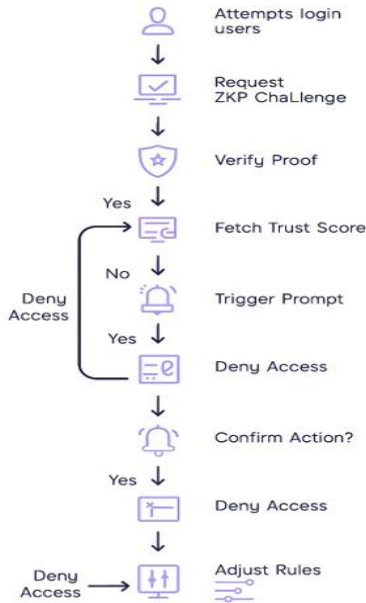 Attempts login
users
Request
ZKP ChaLlenge
Verify Proof
Yes
Fetch Trust Score
No
Deny
Access
Trigger Prompt
Yes
Deny Access
Confirm Action?
Yes
Deny Access
Deny
Access
Adjust Rules